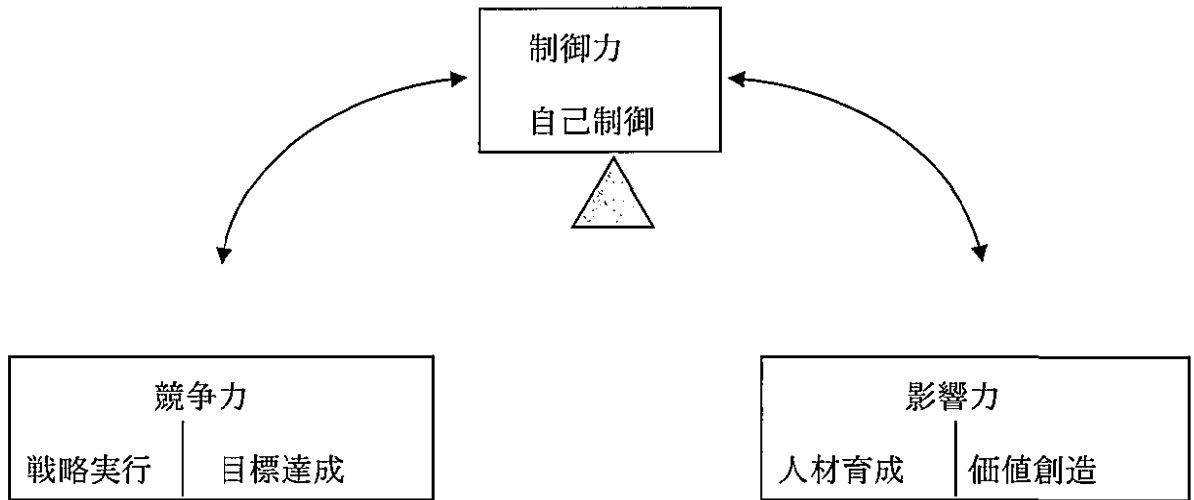 制御力
自己制御
競争力
戦略実行 目標達成
影響力
人材育成 価値創造